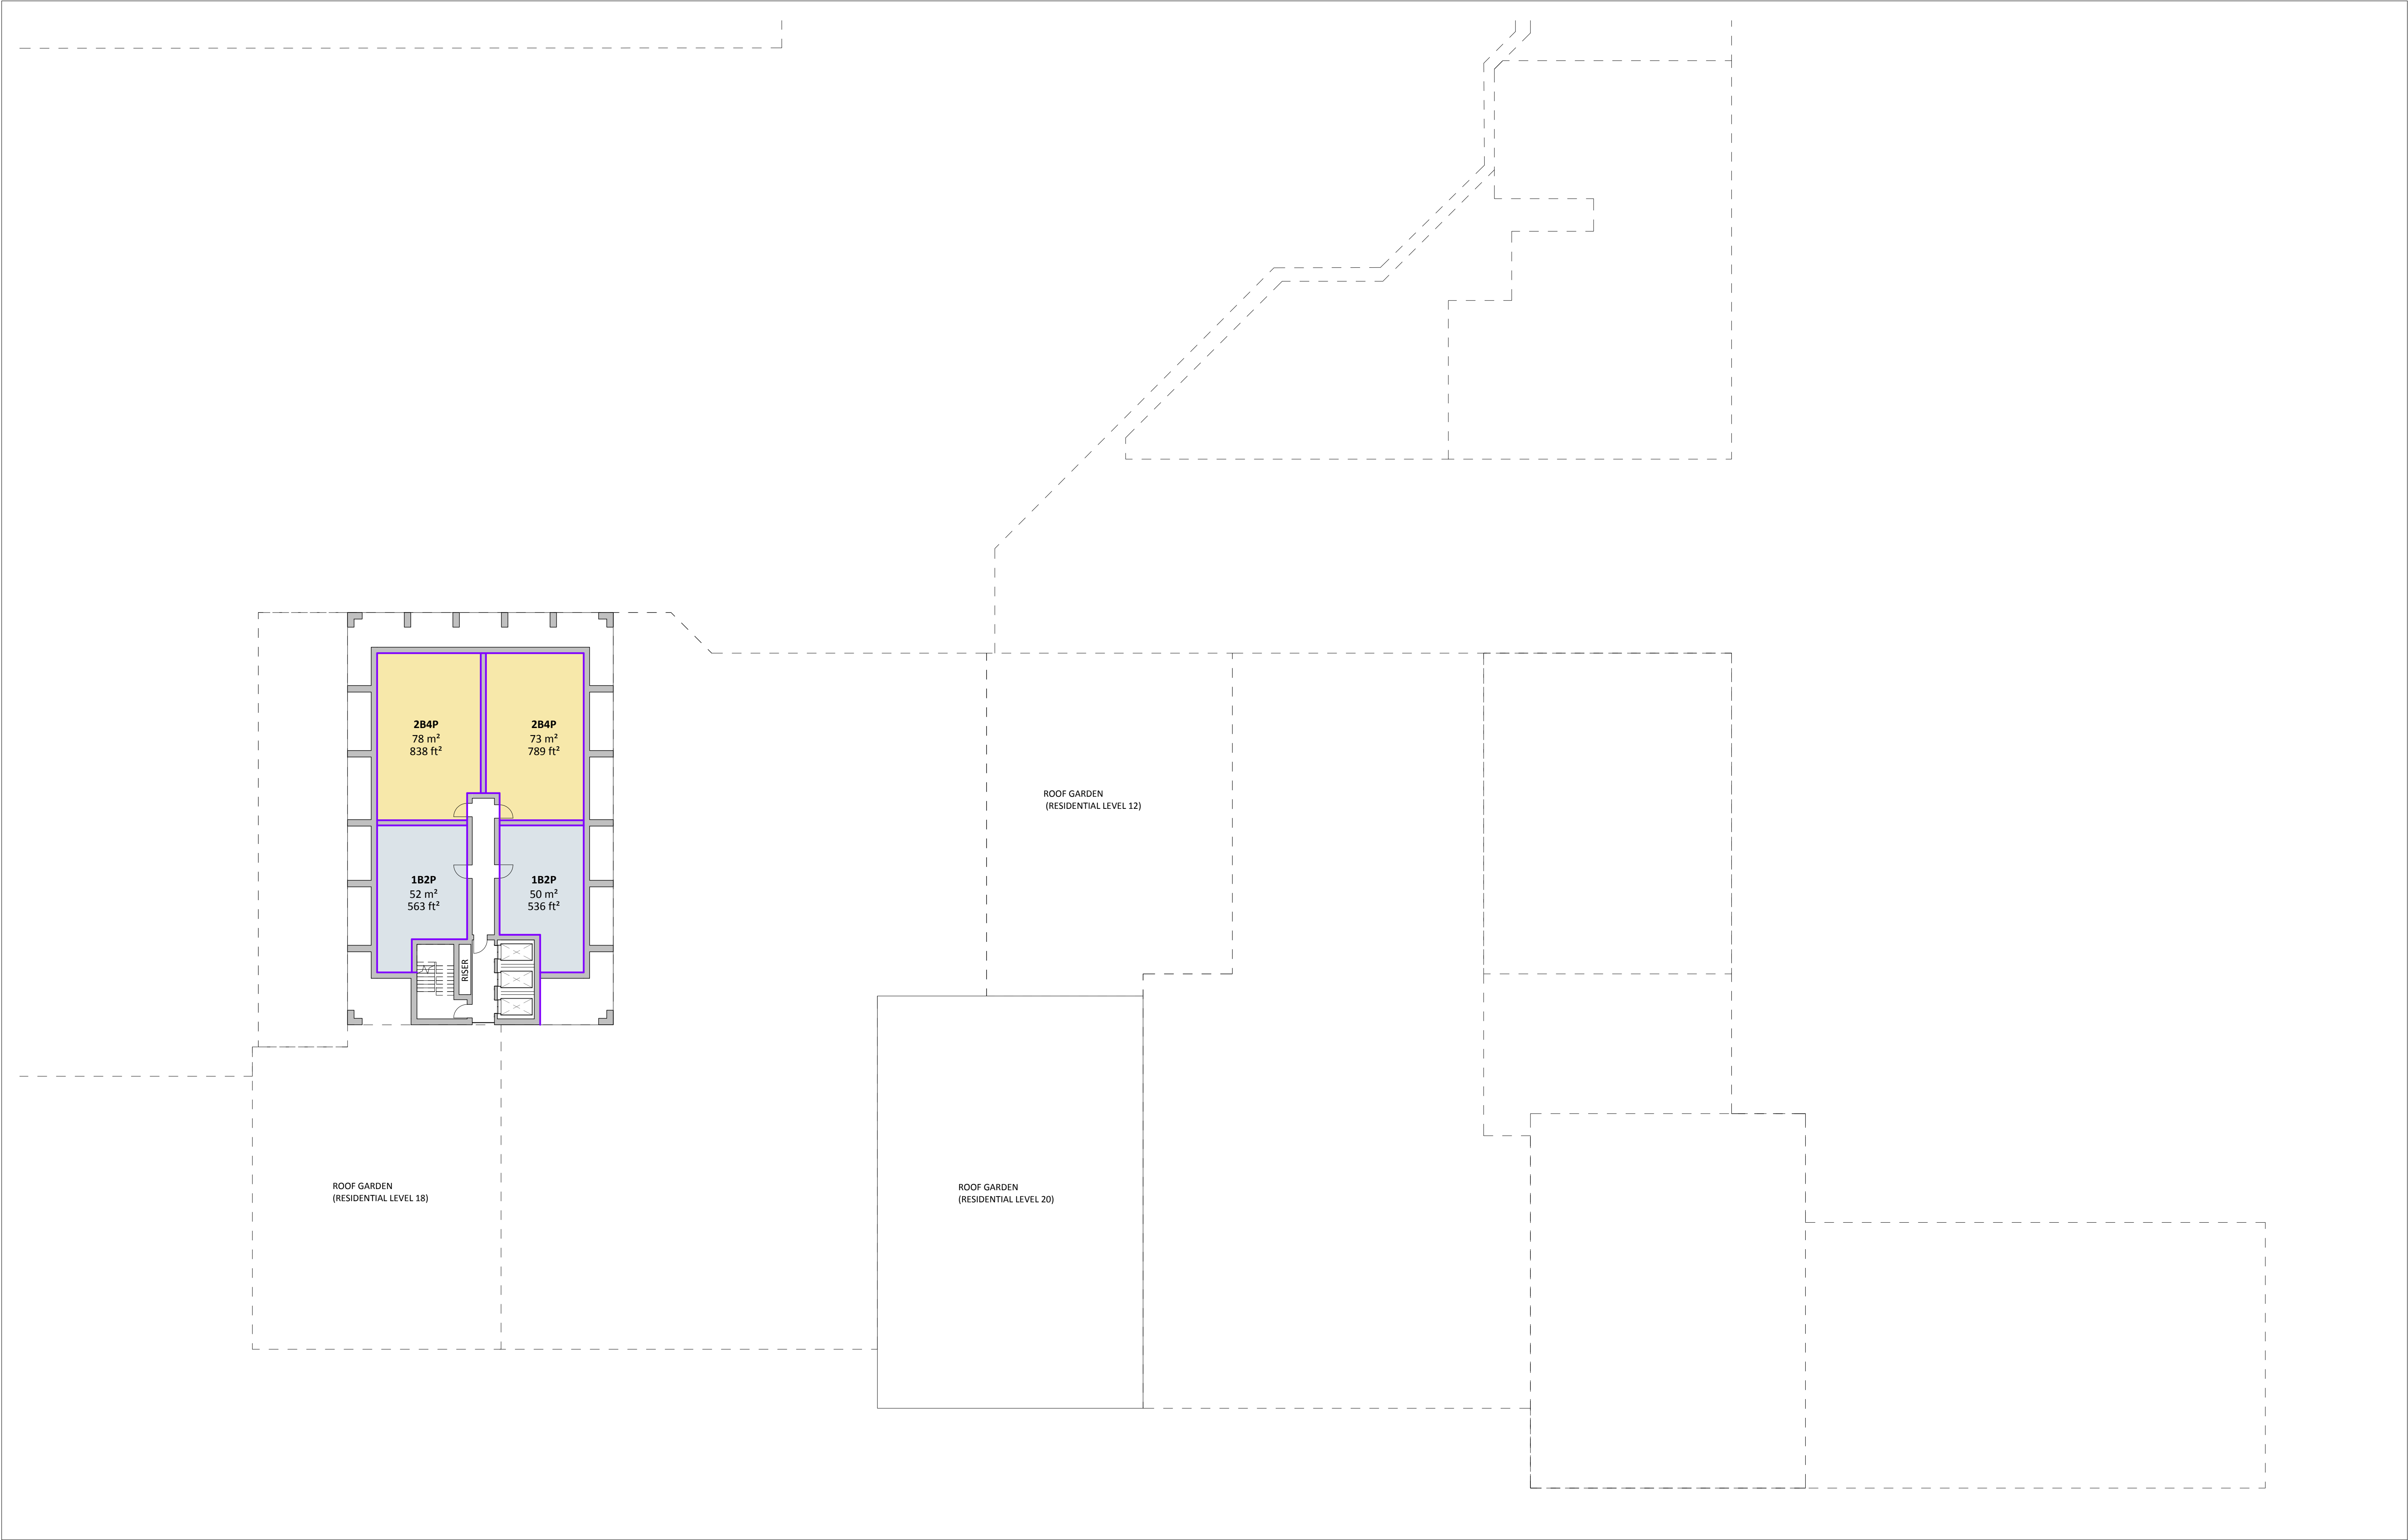 2B4P
78 m²
838 ft²
2B4P
73 m²
789 ft²
ROOF GARDEN
(RESIDENTIAL LEVEL 12)
1B2P
52 m²
563 ft²
1B2P
50 m²
536 ft²
RISER
ROOF GARDEN
(RESIDENTIAL LEVEL 18)
ROOF GARDEN
(RESIDENTIAL LEVEL 20)